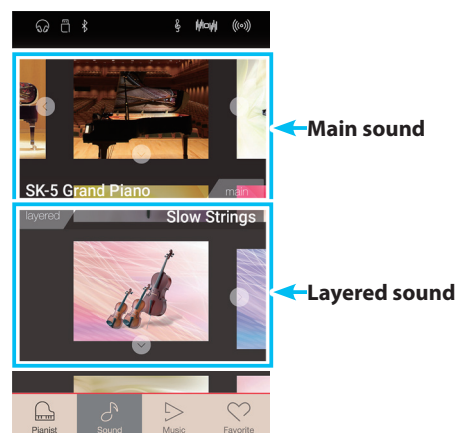 Main sound
SK-5 Grand Piano
main
layered
Slow Strings
Layered sound
Pianist
Sound
Music
Favorite